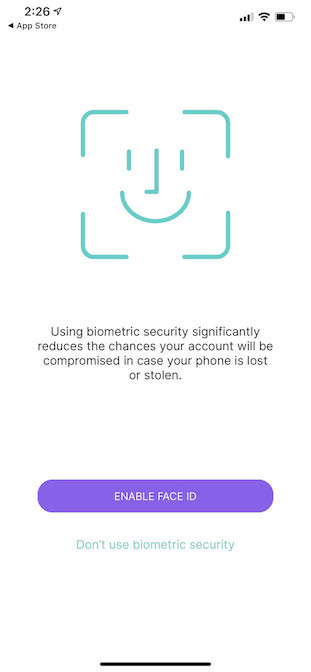 2:26
◀ App Store
Using biometric security significantly
reduces the chances your account will be
compromised in case your phone is lost
or stolen.
ENABLE FACE ID
Don't use biometric security